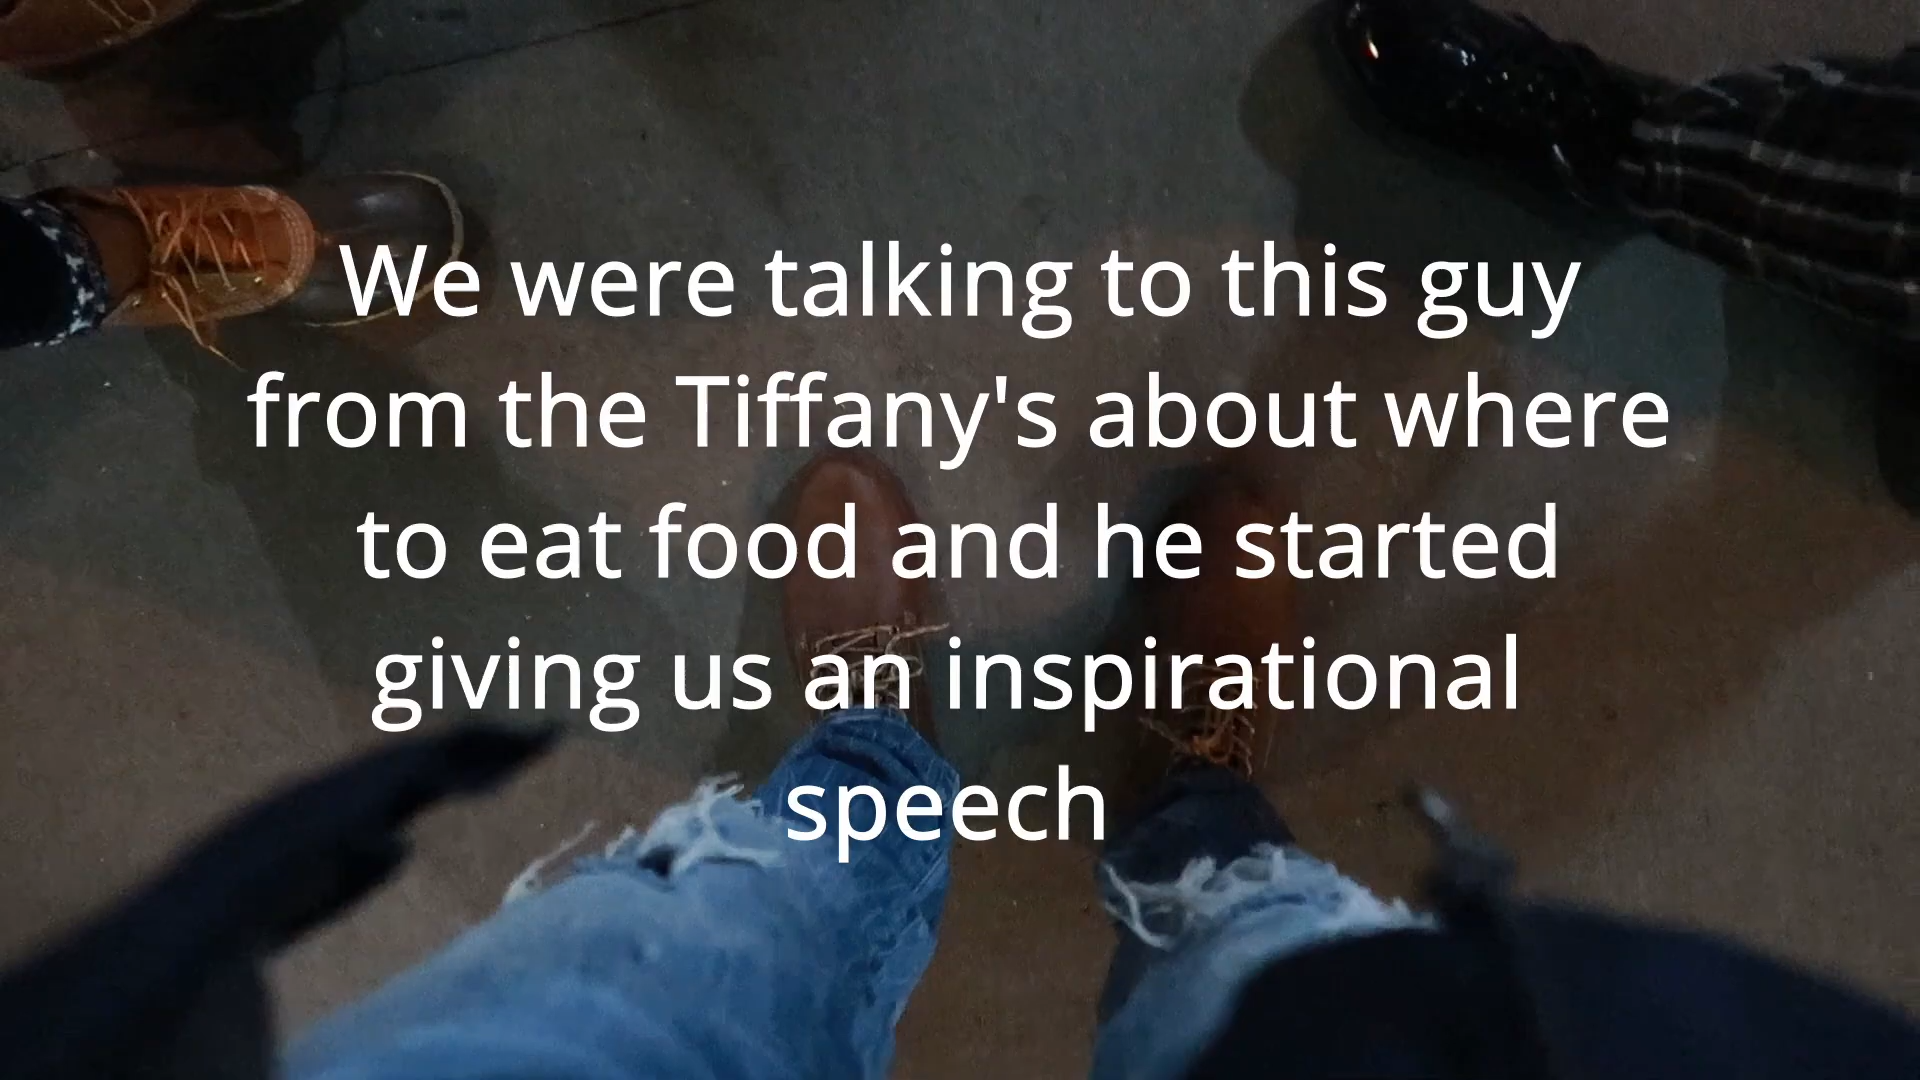 We were talking to this guy
from the Tiffany's about where
to eat food and he started
giving us an inspirational
speech